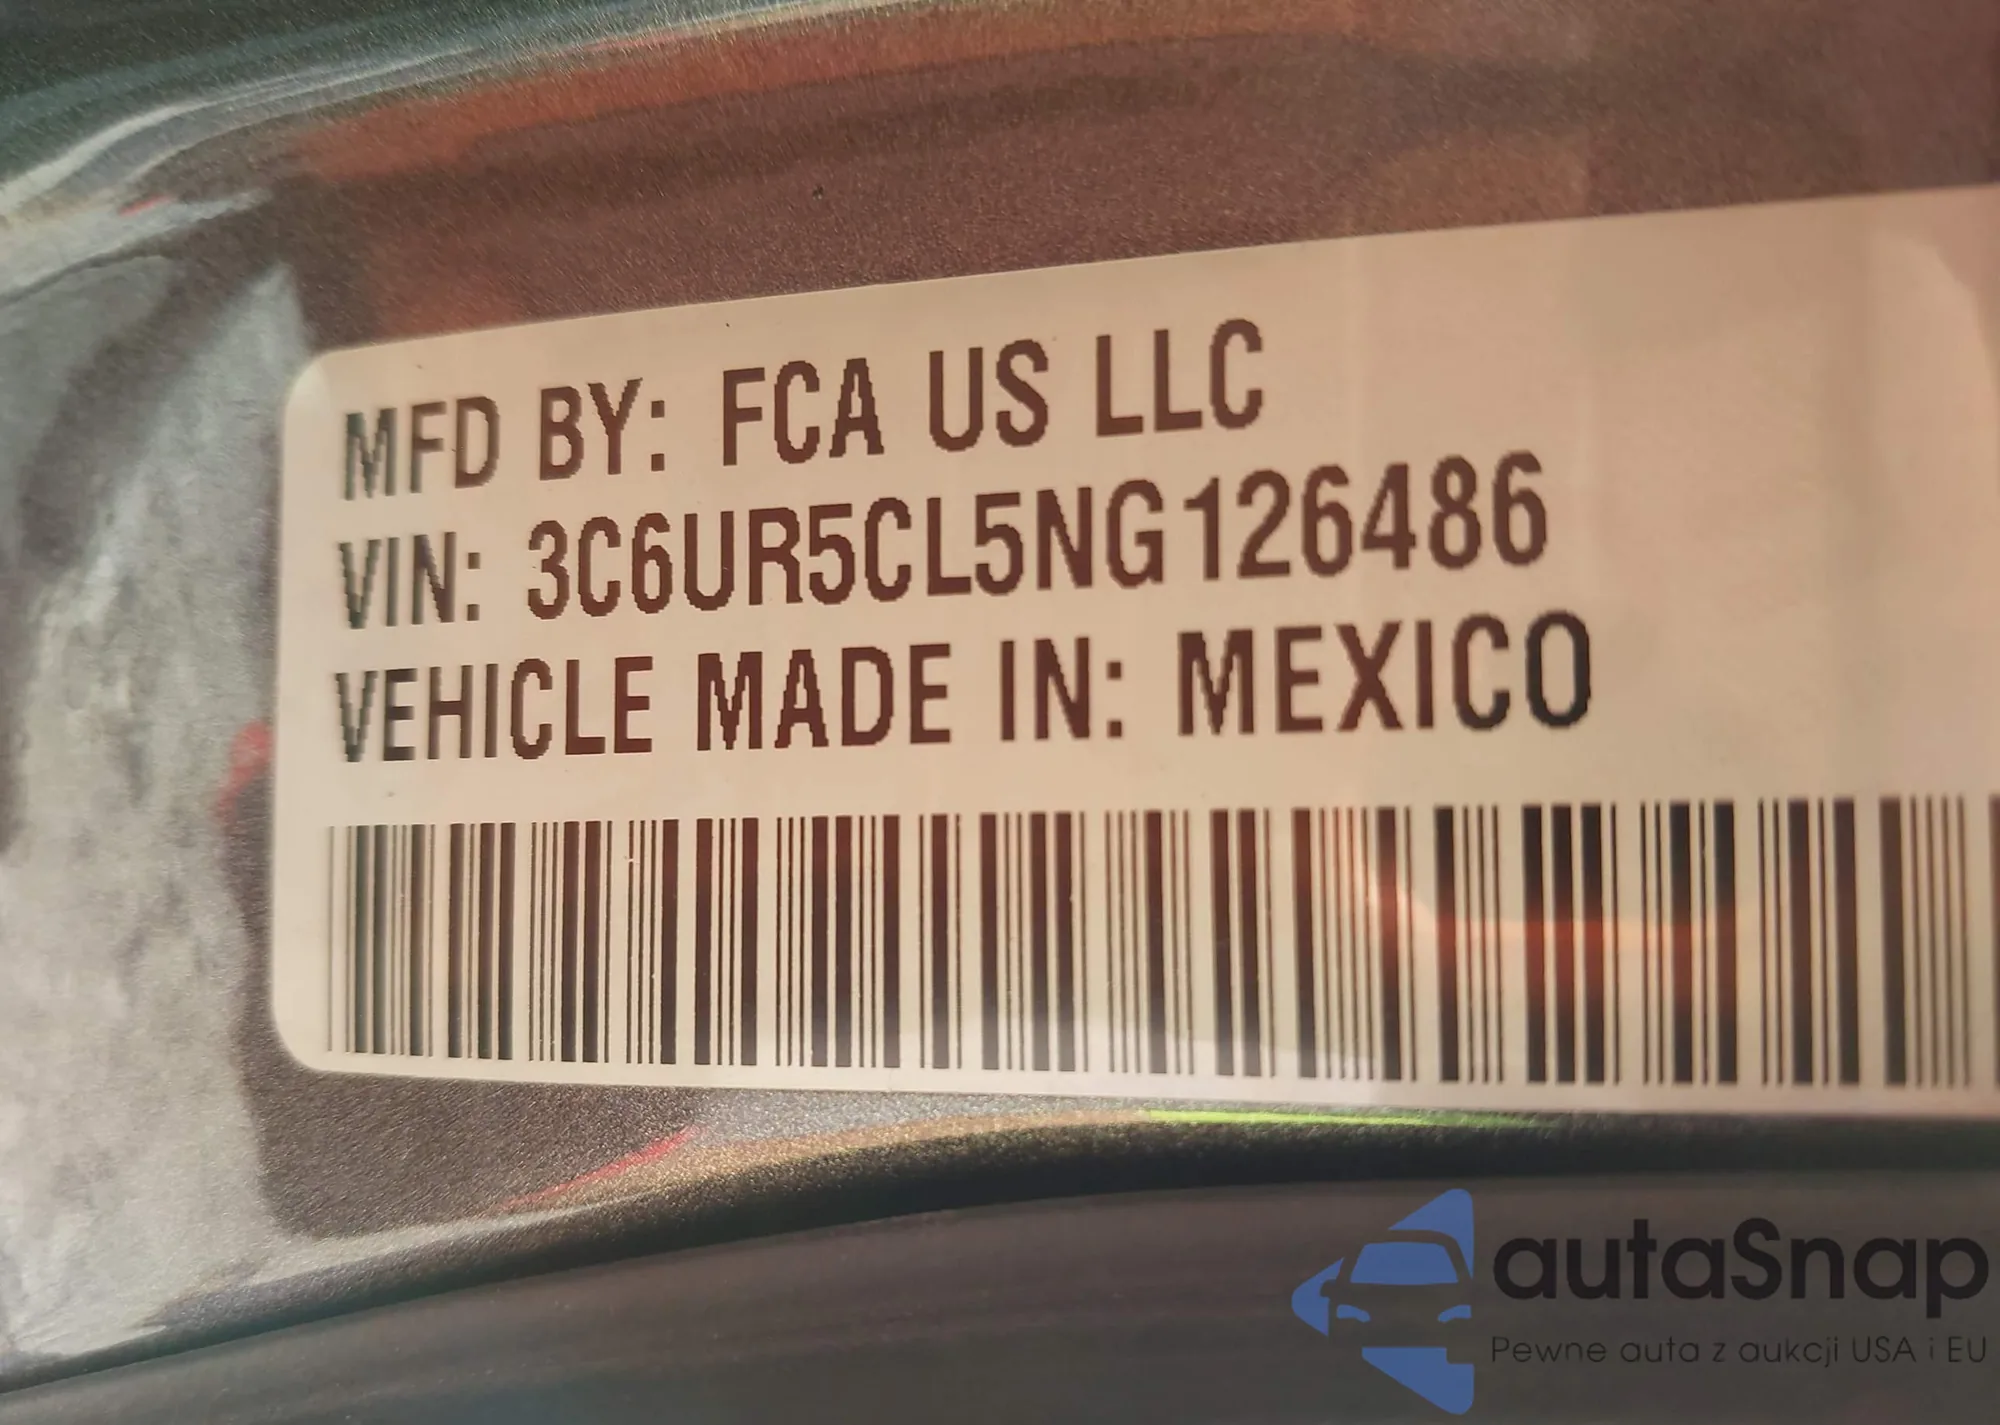 MFD BY: FCA US LLC
VIN: 3C6UR5CL5NG126486
VEHICLE MADE IN: MEXICO
autaSnap
Pewne auta z aukcji USA i EU